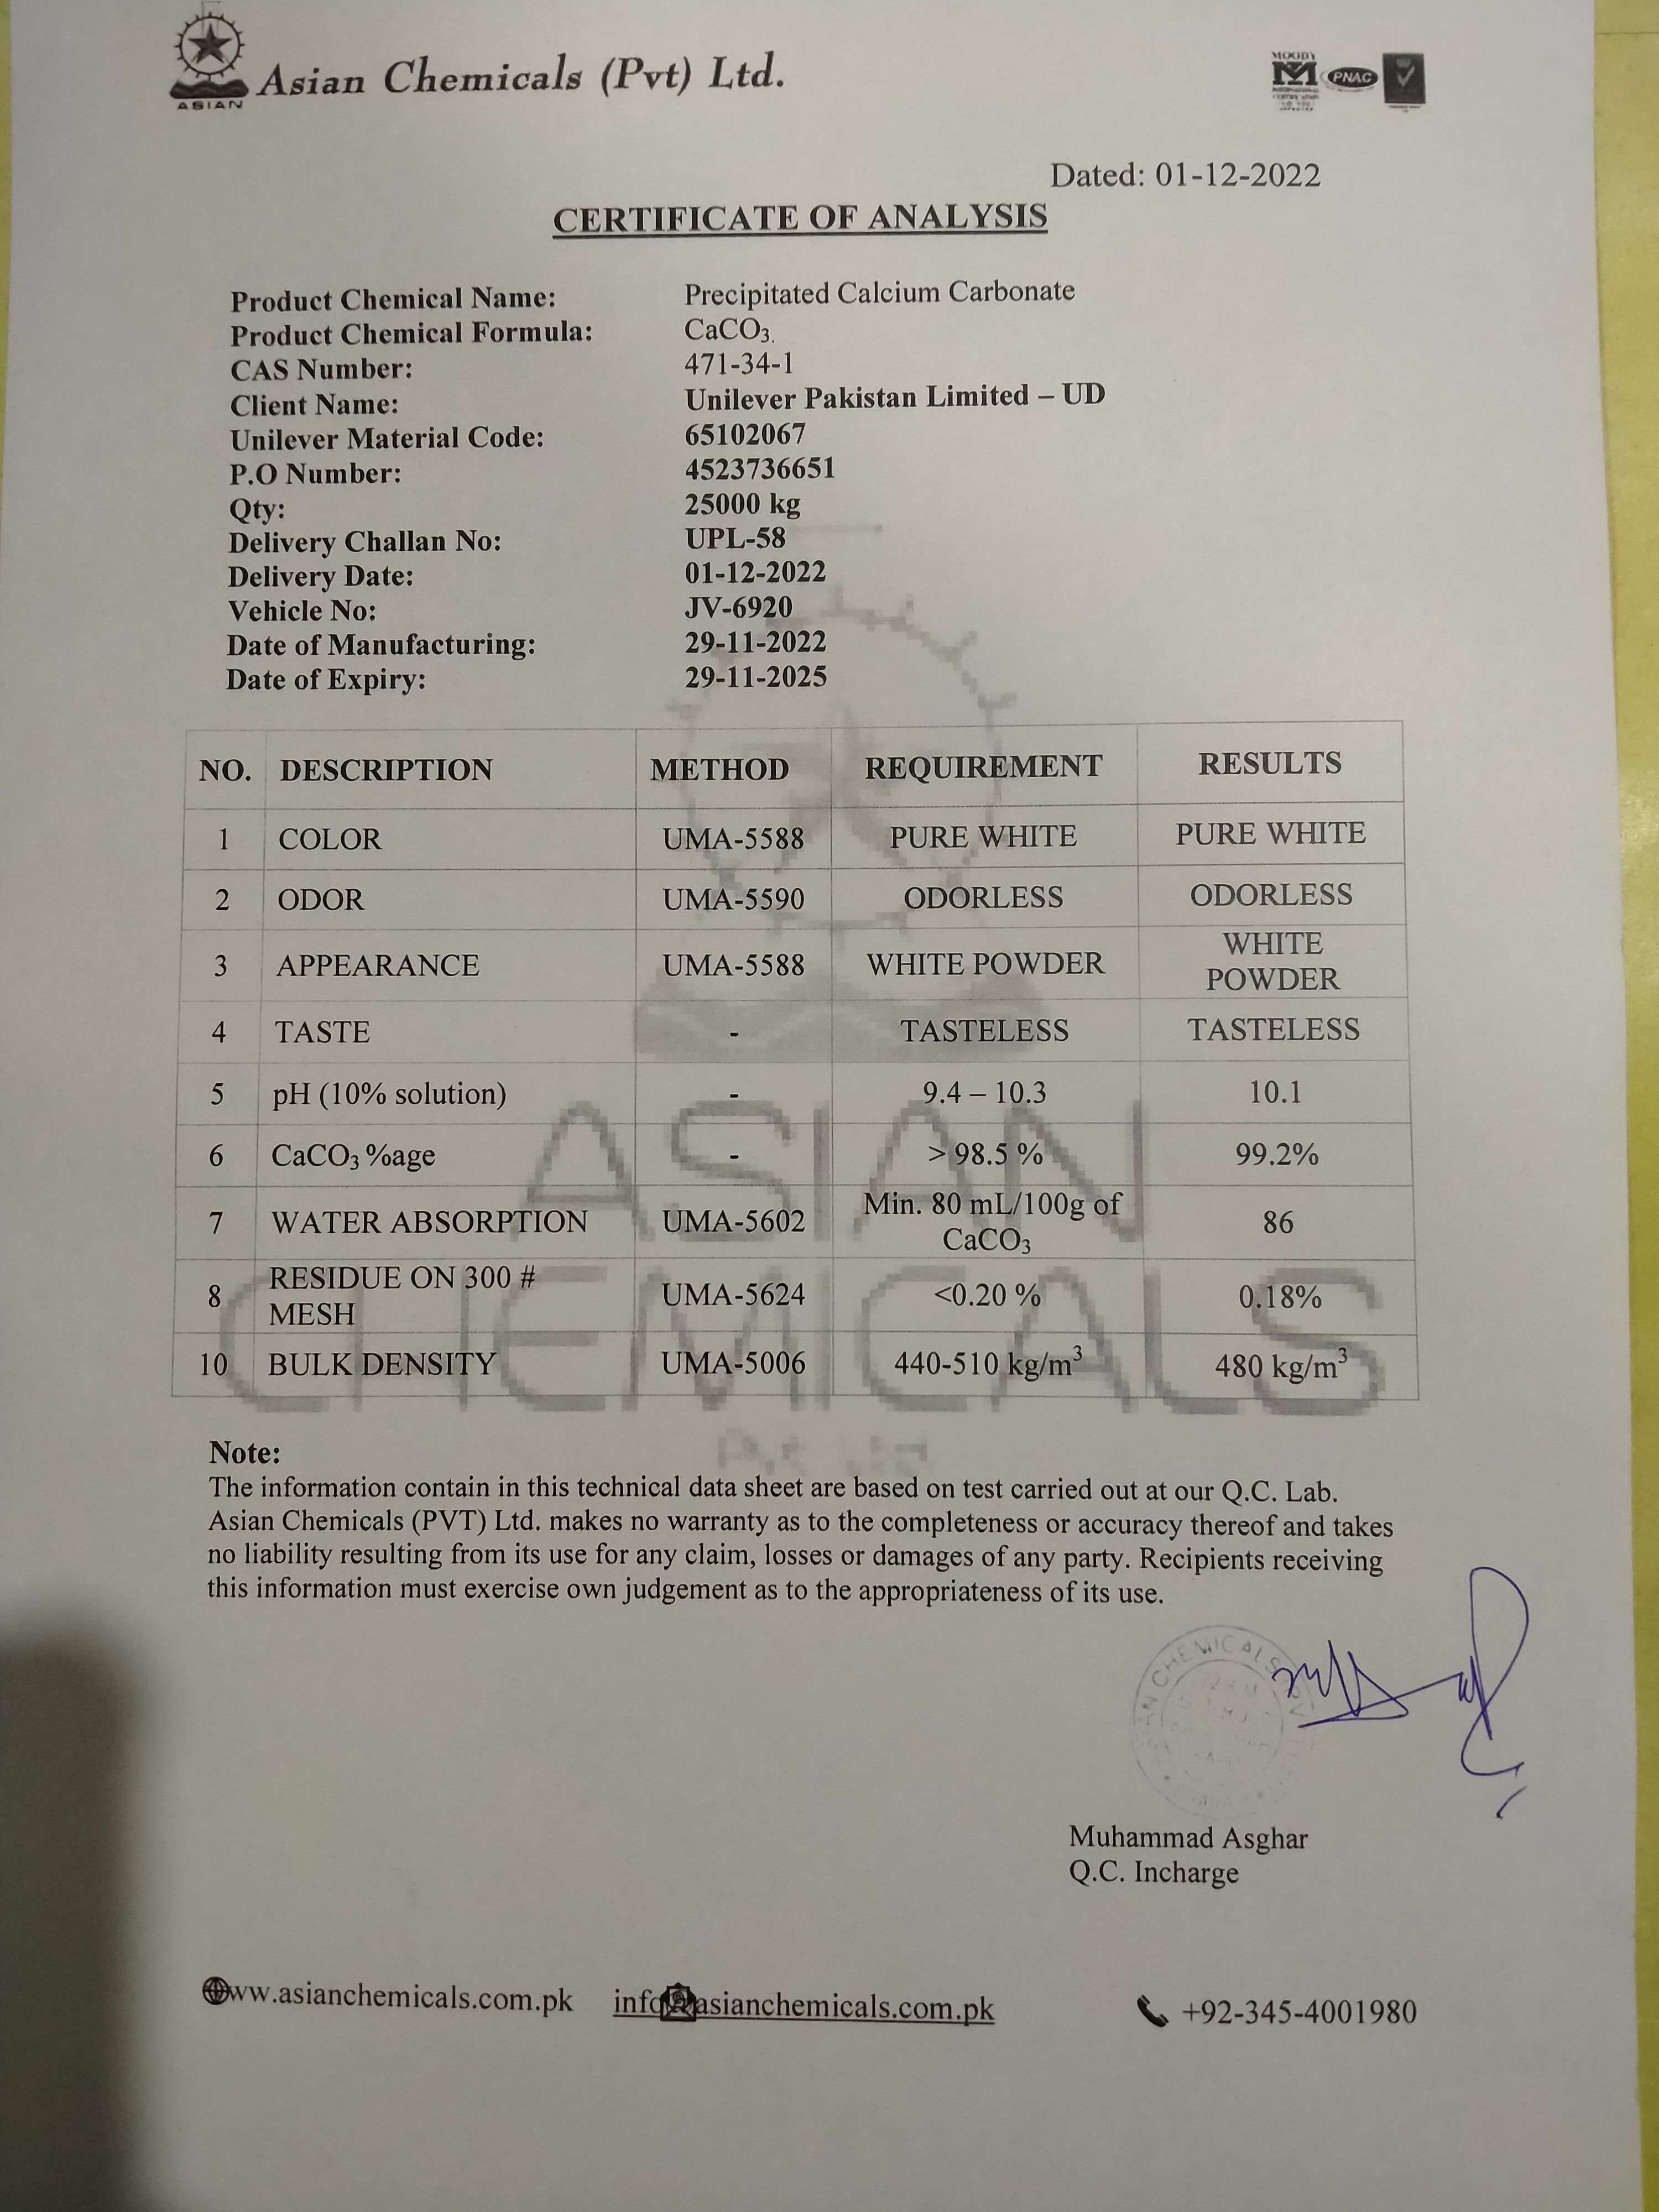 ASIAN
Asian Chemicals (Pvt) Ltd.
MOODY
PNAC
Dated: 01-12-2022
CERTIFICATE OF ANALYSIS
Product Chemical Name: Precipitated Calcium Carbonate
Product Chemical Formula: CaCO₃.
CAS Number: 471-34-1
Client Name: Unilever Pakistan Limited – UD
Unilever Material Code: 65102067
P.O Number: 4523736651
Qty: 25000 kg
Delivery Challan No: UPL-58
Delivery Date: 01-12-2022
Vehicle No: JV-6920
Date of Manufacturing: 29-11-2022
Date of Expiry: 29-11-2025
NO. DESCRIPTION METHOD REQUIREMENT RESULTS
1 COLOR UMA-5588 PURE WHITE PURE WHITE
2 ODOR UMA-5590 ODORLESS ODORLESS
3 APPEARANCE UMA-5588 WHITE POWDER WHITE POWDER
4 TASTE - TASTELESS TASTELESS
5 pH (10% solution) - 9.4 – 10.3 10.1
6 CaCO₃ %age - > 98.5 % 99.2%
7 WATER ABSORPTION UMA-5602 Min. 80 mL/100g of CaCO₃ 86
8 RESIDUE ON 300 # MESH UMA-5624 <0.20 % 0.18%
10 BULK DENSITY UMA-5006 440-510 kg/m³ 480 kg/m³
ASIAN
CHEMICALS
Pvt Ltd
Note:
The information contain in this technical data sheet are based on test carried out at our Q.C. Lab.
Asian Chemicals (PVT) Ltd. makes no warranty as to the completeness or accuracy thereof and takes
no liability resulting from its use for any claim, losses or damages of any party. Recipients receiving
this information must exercise own judgement as to the appropriateness of its use.
ASIAN CHEMICALS
Muhammad Asghar
Q.C. Incharge
www.asianchemicals.com.pk info@asianchemicals.com.pk +92-345-4001980